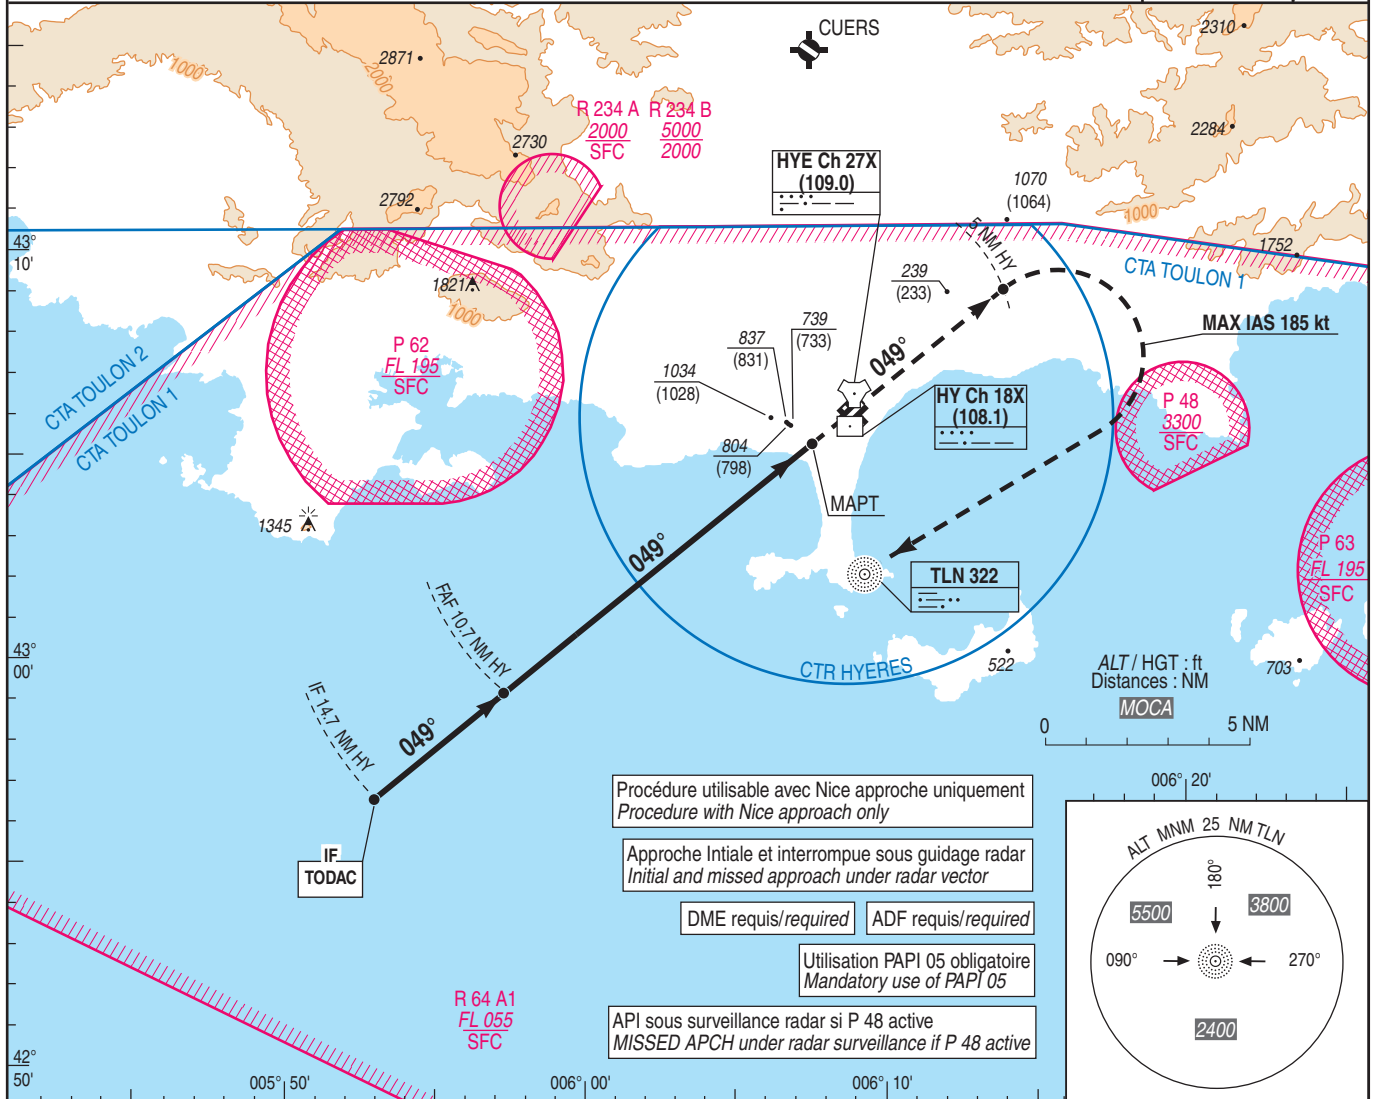 CUERS
2310
2871
1000
2000
R 234 A
2000
SFC
R 234 B
5000
2000
2730
2284
HYE Ch 27X
(109.0)
1070
(1064)
2792
1000
5 NM HY
43°
10'
1752
CTA TOULON 1
1821
239
(233)
1000
MAX IAS 185 kt
739
(733)
837
(831)
049°
P 62
FL 195
SFC
CTA TOULON 2
CTA TOULON 1
1034
(1028)
HY Ch 18X
(108.1)
P 48
3300
SFC
804
(798)
MAPT
1345
049°
P 63
FL 195
SFC
TLN 322
FAF 10.7 NM HY
43°
00'
CTR HYERES
522
703
ALT / HGT : ft
Distances : NM
MOCA
0
5 NM
IF 14.7 NM HY
049°
Procédure utilisable avec Nice approche uniquement
Procedure with Nice approach only
006° 20'
Approche Intiale et interrompue sous guidage radar
Initial and missed approach under radar vector
IF
TODAC
ALT MNM 25 NM TLN
180°
5500
3800
090°
270°
2400
DME requis/required
ADF requis/required
Utilisation PAPI 05 obligatoire
Mandatory use of PAPI 05
R 64 A1
FL 055
SFC
API sous surveillance radar si P 48 active
MISSED APCH under radar surveillance if P 48 active
42°
50'
005° 50'
006° 00'
006° 10'